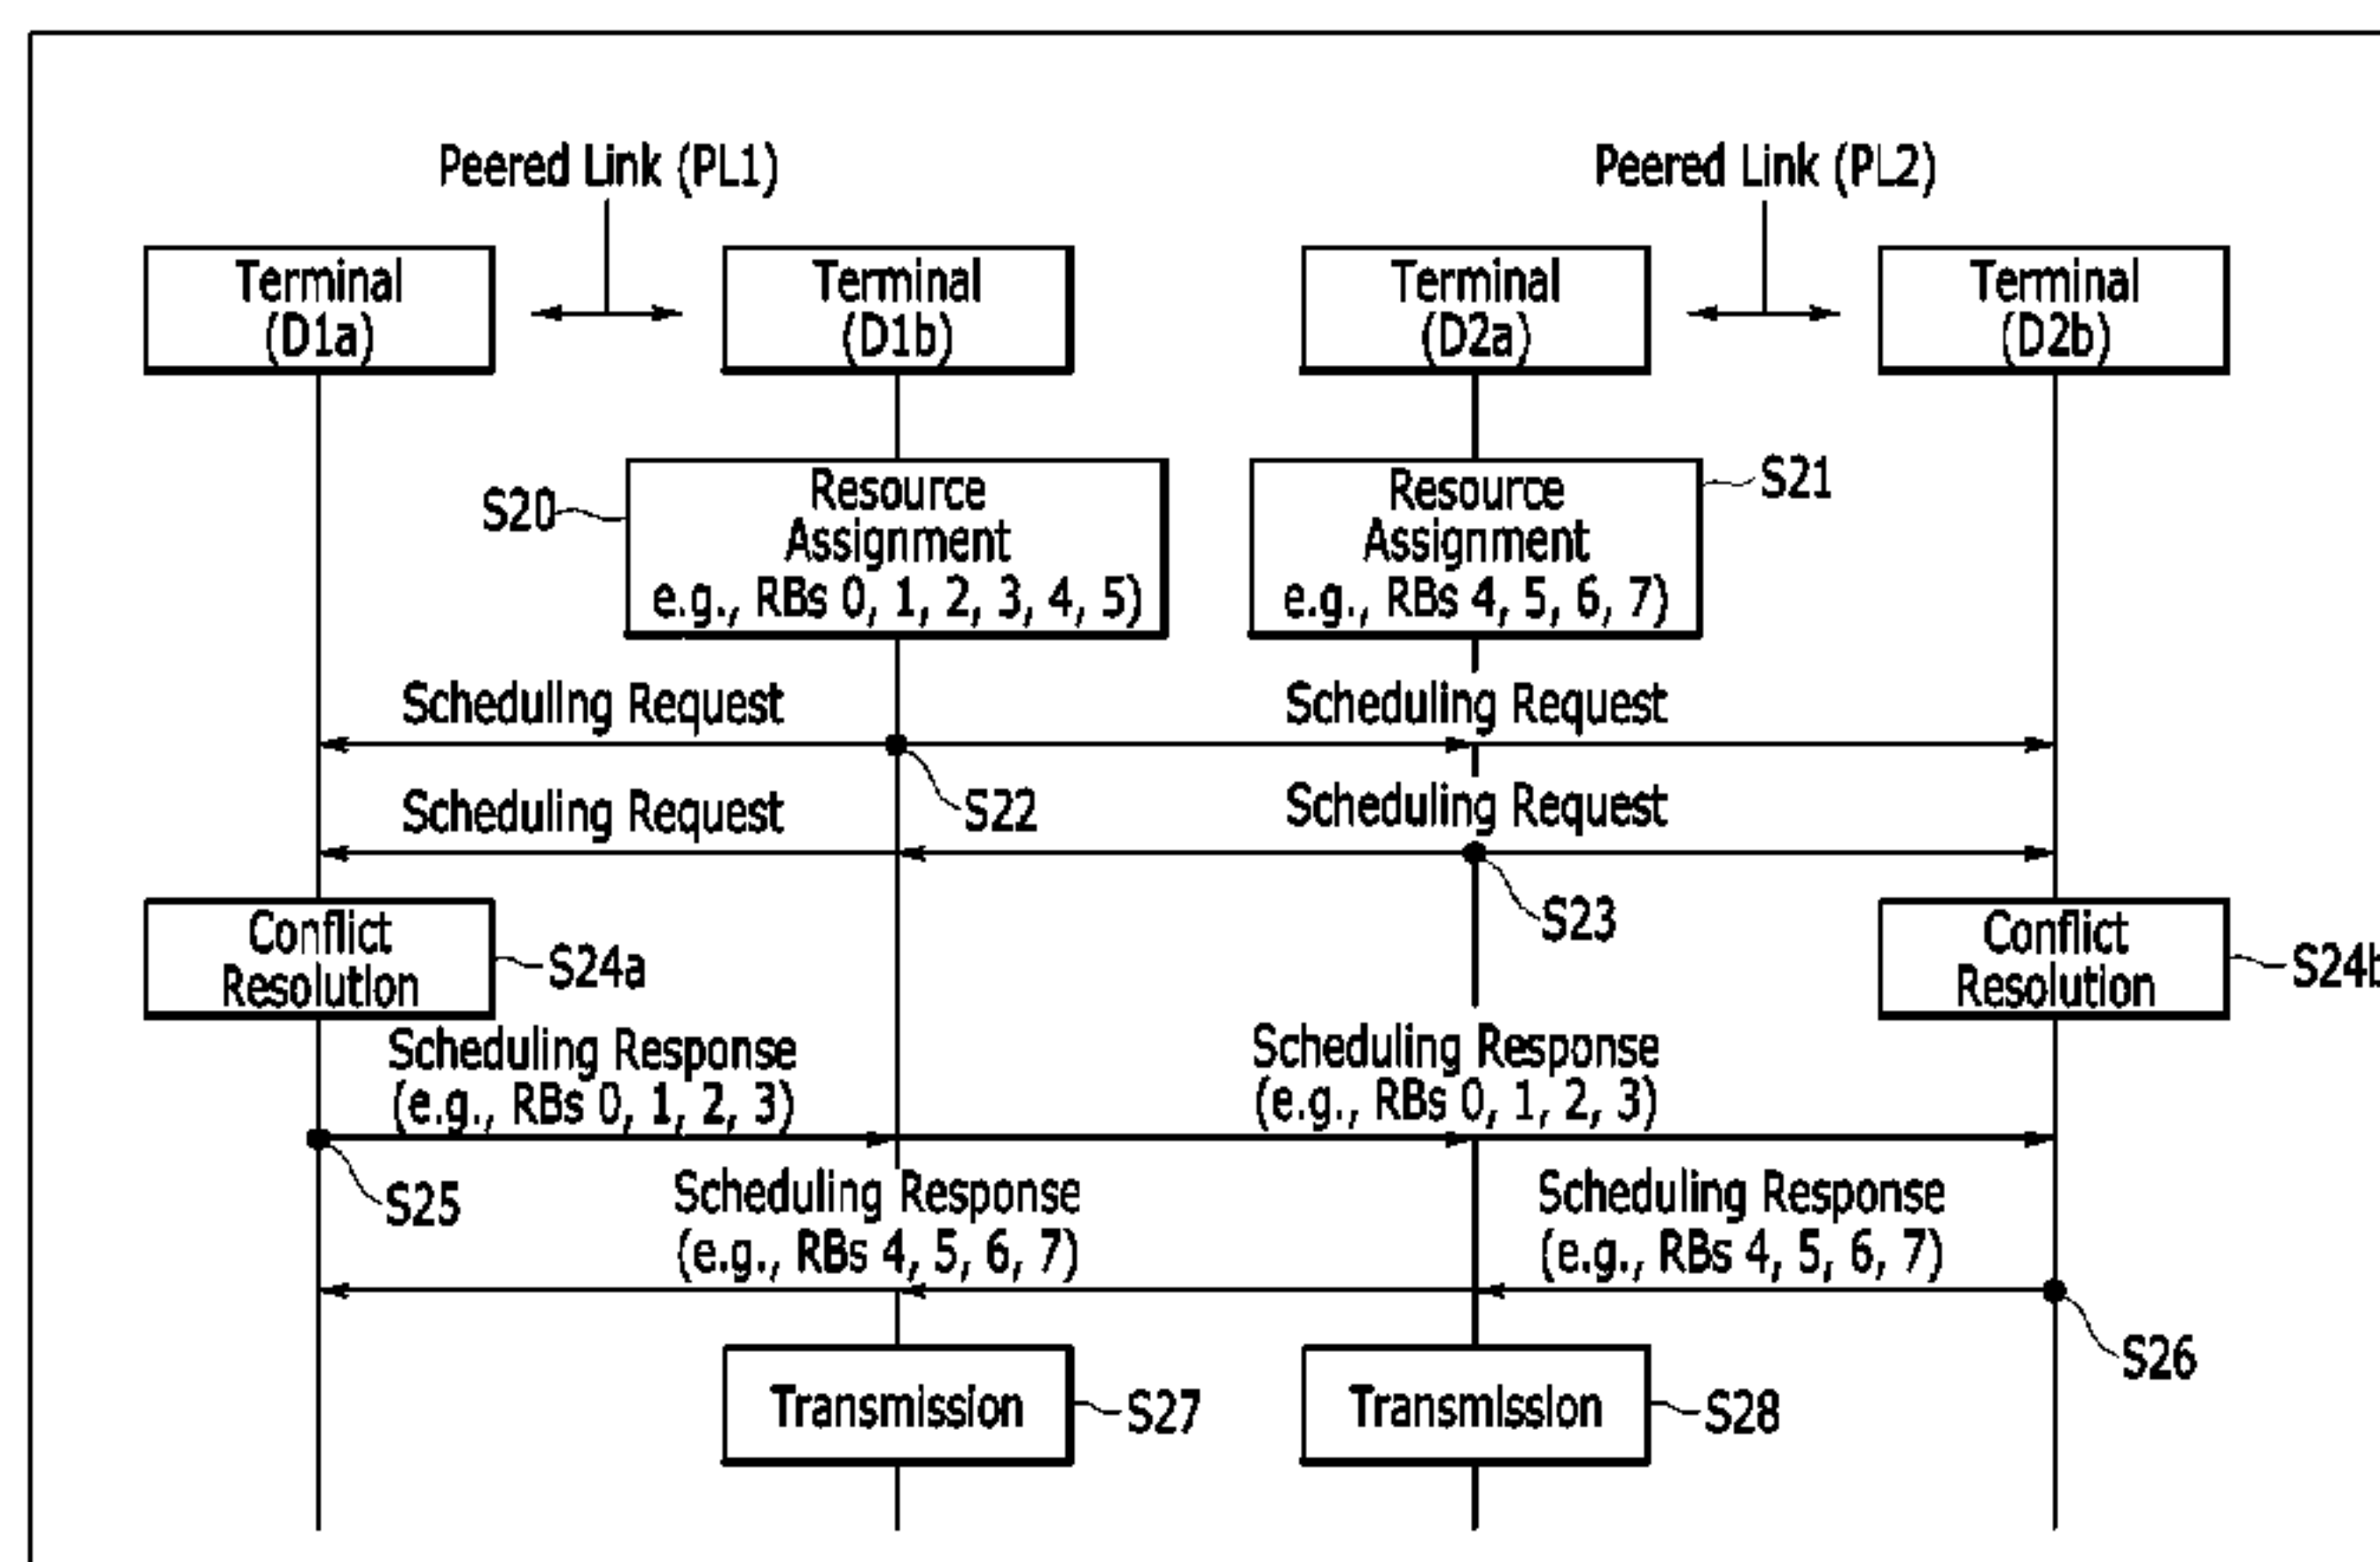 Peered Link (PL1)
Peered Link (PL2)
Terminal
(D1a)
Terminal
(D1b)
Terminal
(D2a)
Terminal
(D2b)
S20
Resource
Assignment
e.g., RBs 0, 1, 2, 3, 4, 5)
Resource
Assignment
e.g., RBs 4, 5, 6, 7)
S21
Scheduling Request
Scheduling Request
S22
Scheduling Request
Scheduling Request
S23
Conflict
Resolution
S24a
Conflict
Resolution
S24b
Scheduling Response
(e.g., RBs 0, 1, 2, 3)
Scheduling Response
(e.g., RBs 0, 1, 2, 3)
S25
Scheduling Response
(e.g., RBs 4, 5, 6, 7)
Scheduling Response
(e.g., RBs 4, 5, 6, 7)
S26
Transmission
S27
Transmission
S28